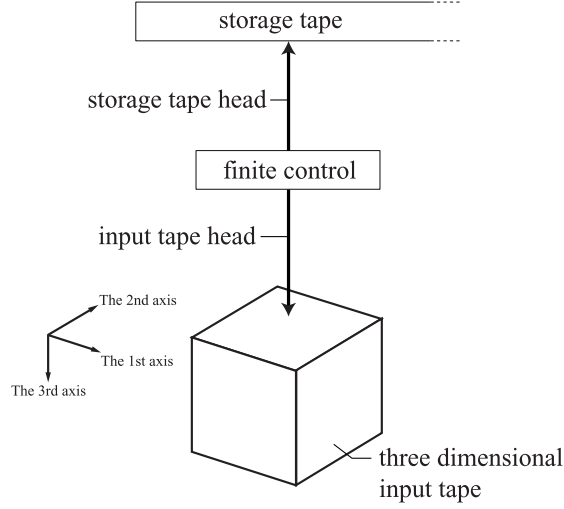 storage tape
storage tape head
finite control
input tape head
The 2nd axis
The 1st axis
The 3rd axis
three dimensional
input tape